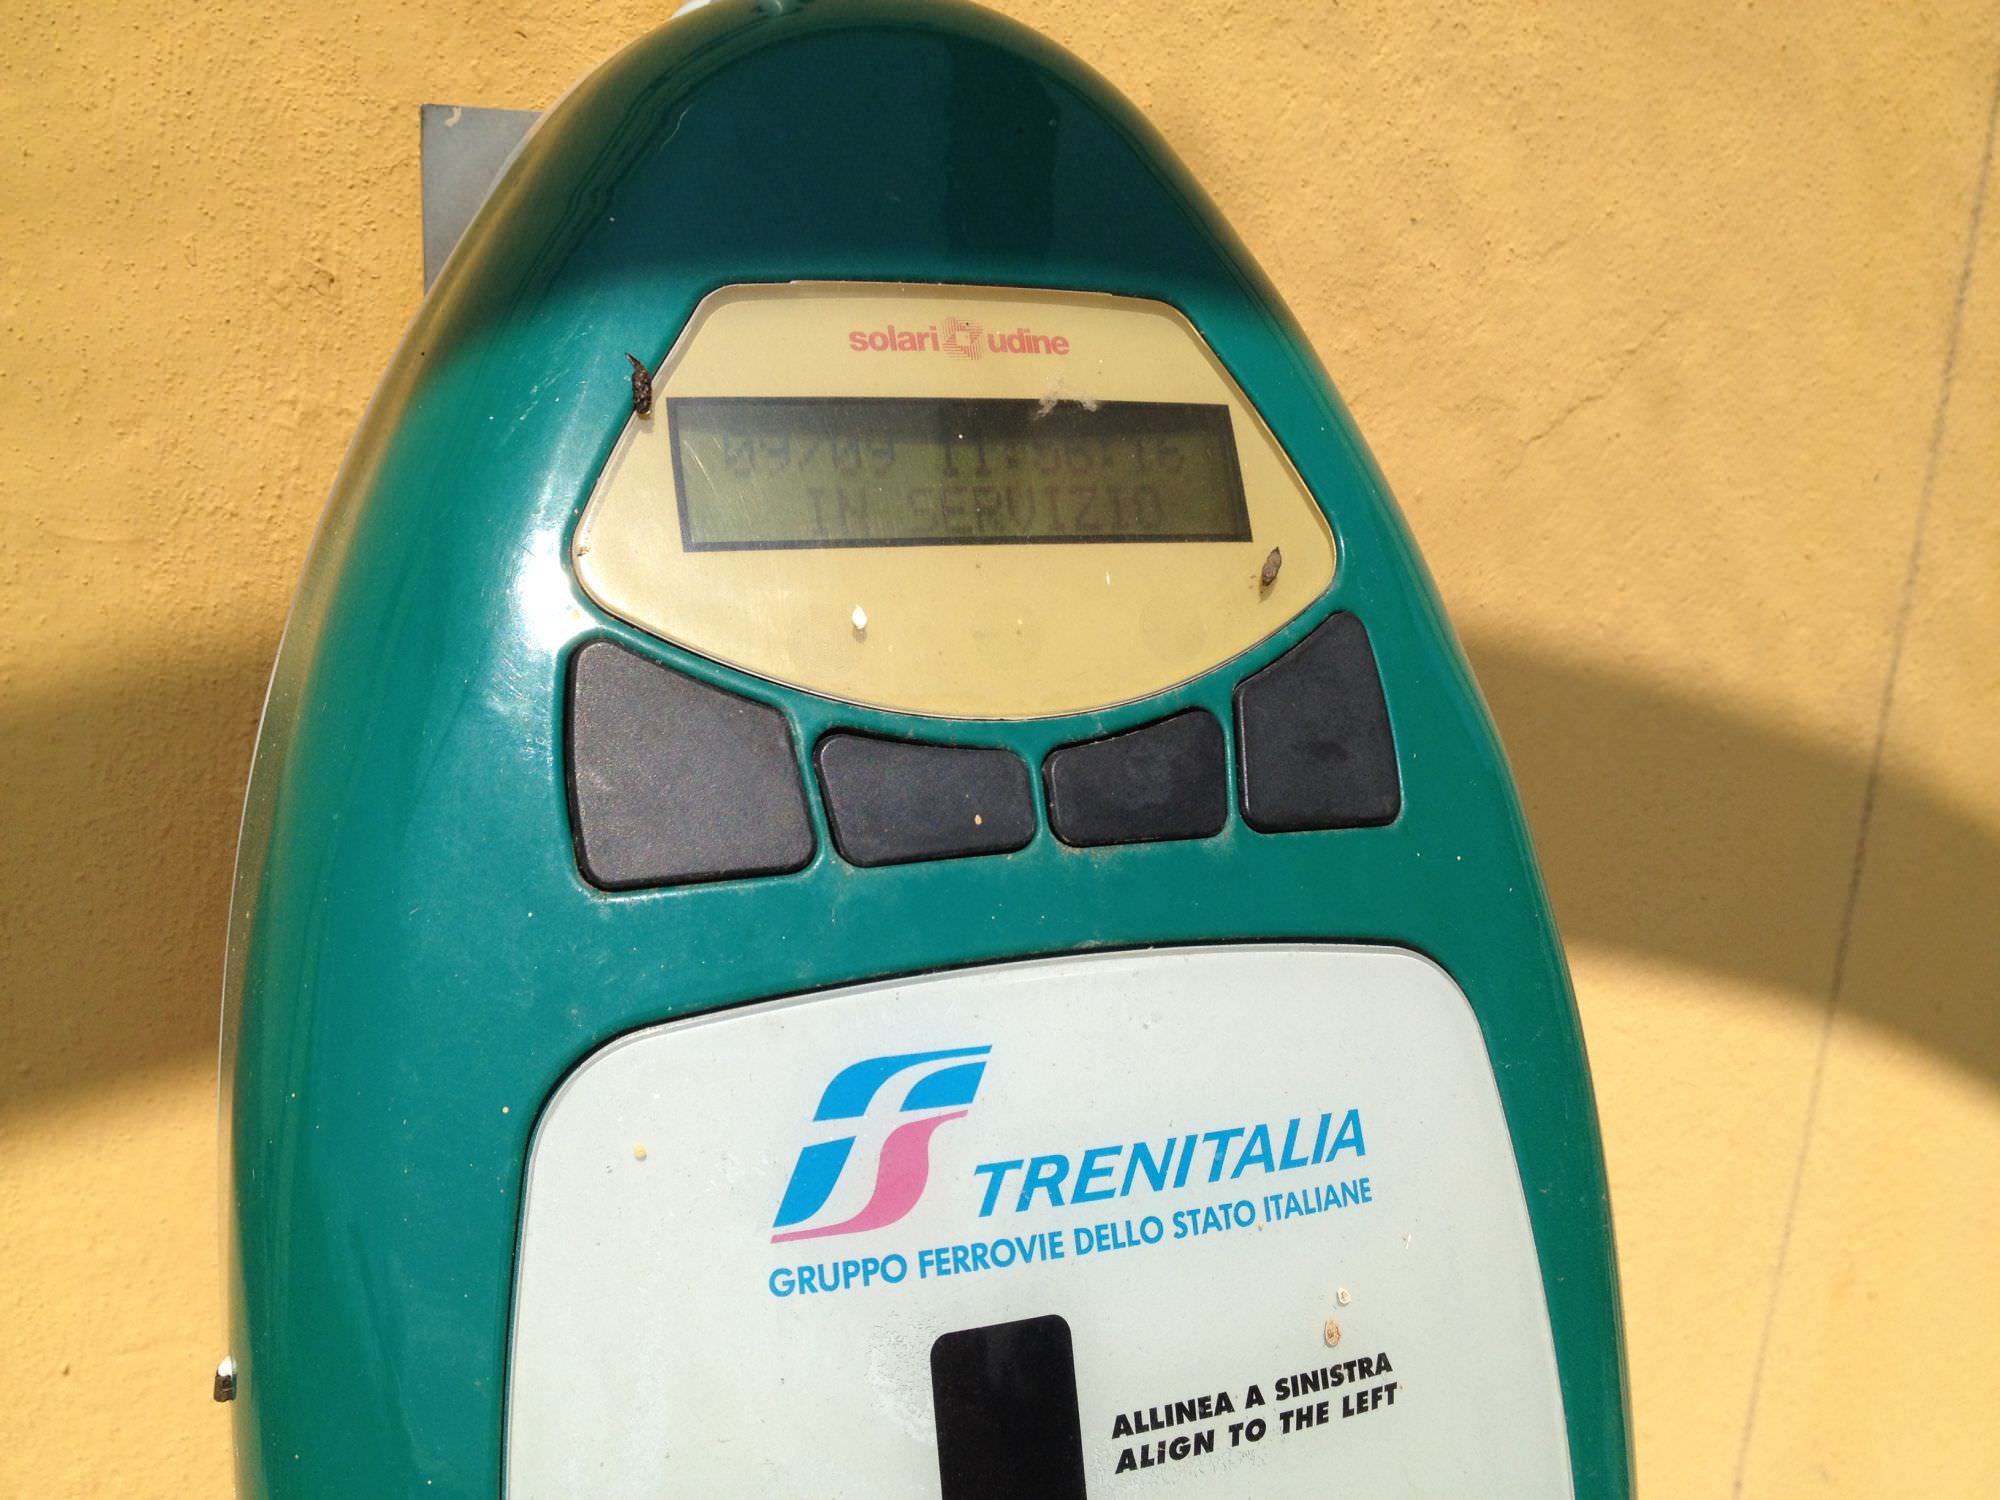 solari udine
IN SERVIZIO
TRENITALIA
GRUPPO FERROVIE DELLO STATO ITALIANE
ALLINEA A SINISTRA
ALIGN TO THE LEFT